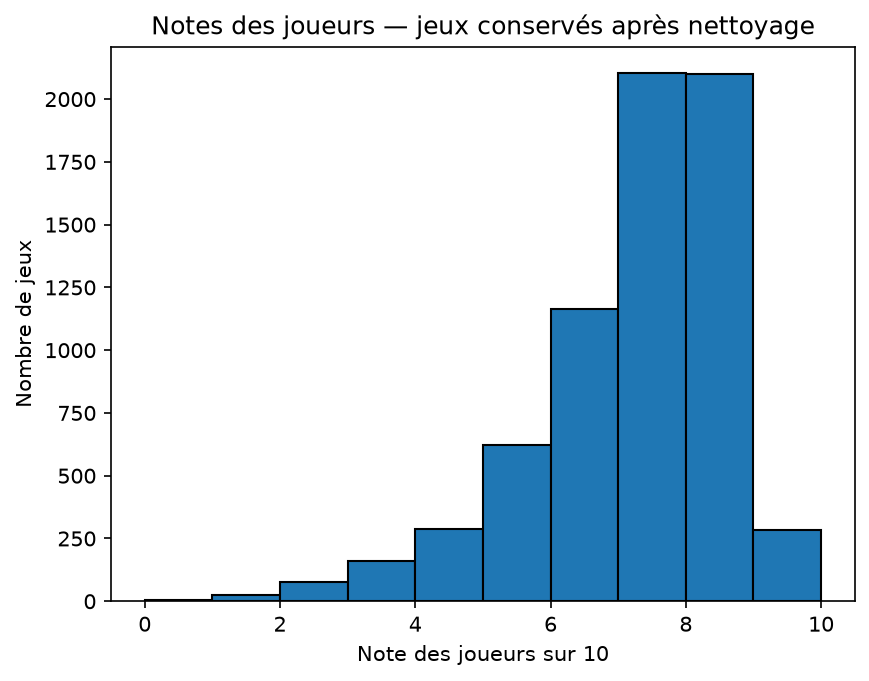 Notes des joueurs — jeux conservés après nettoyage
2000
1750
1500
1250
1000
750
500
250
0
Nombre de jeux
0 2 4 6 8 10
Note des joueurs sur 10